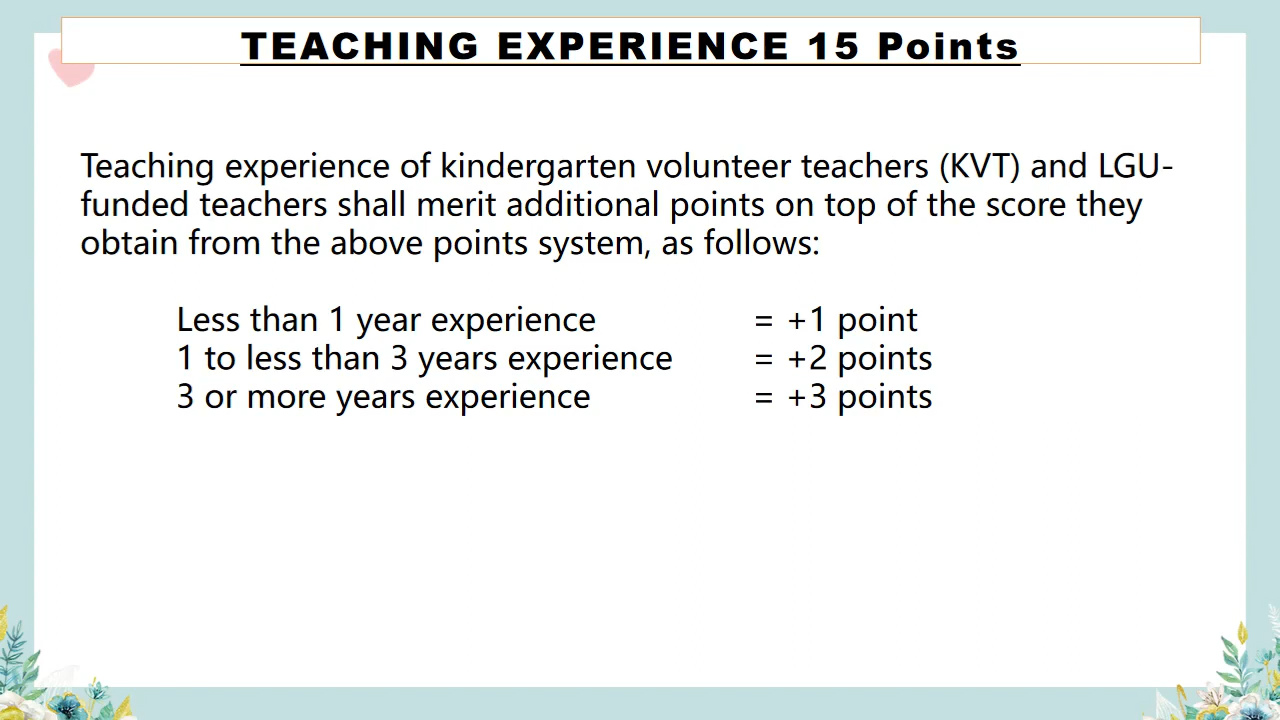 TEACHING EXPERIENCE 15 Points
Teaching experience of kindergarten volunteer teachers (KVT) and LGU-
funded teachers shall merit additional points on top of the score they
obtain from the above points system, as follows:
Less than 1 year experience = +1 point
1 to less than 3 years experience = +2 points
3 or more years experience = +3 points